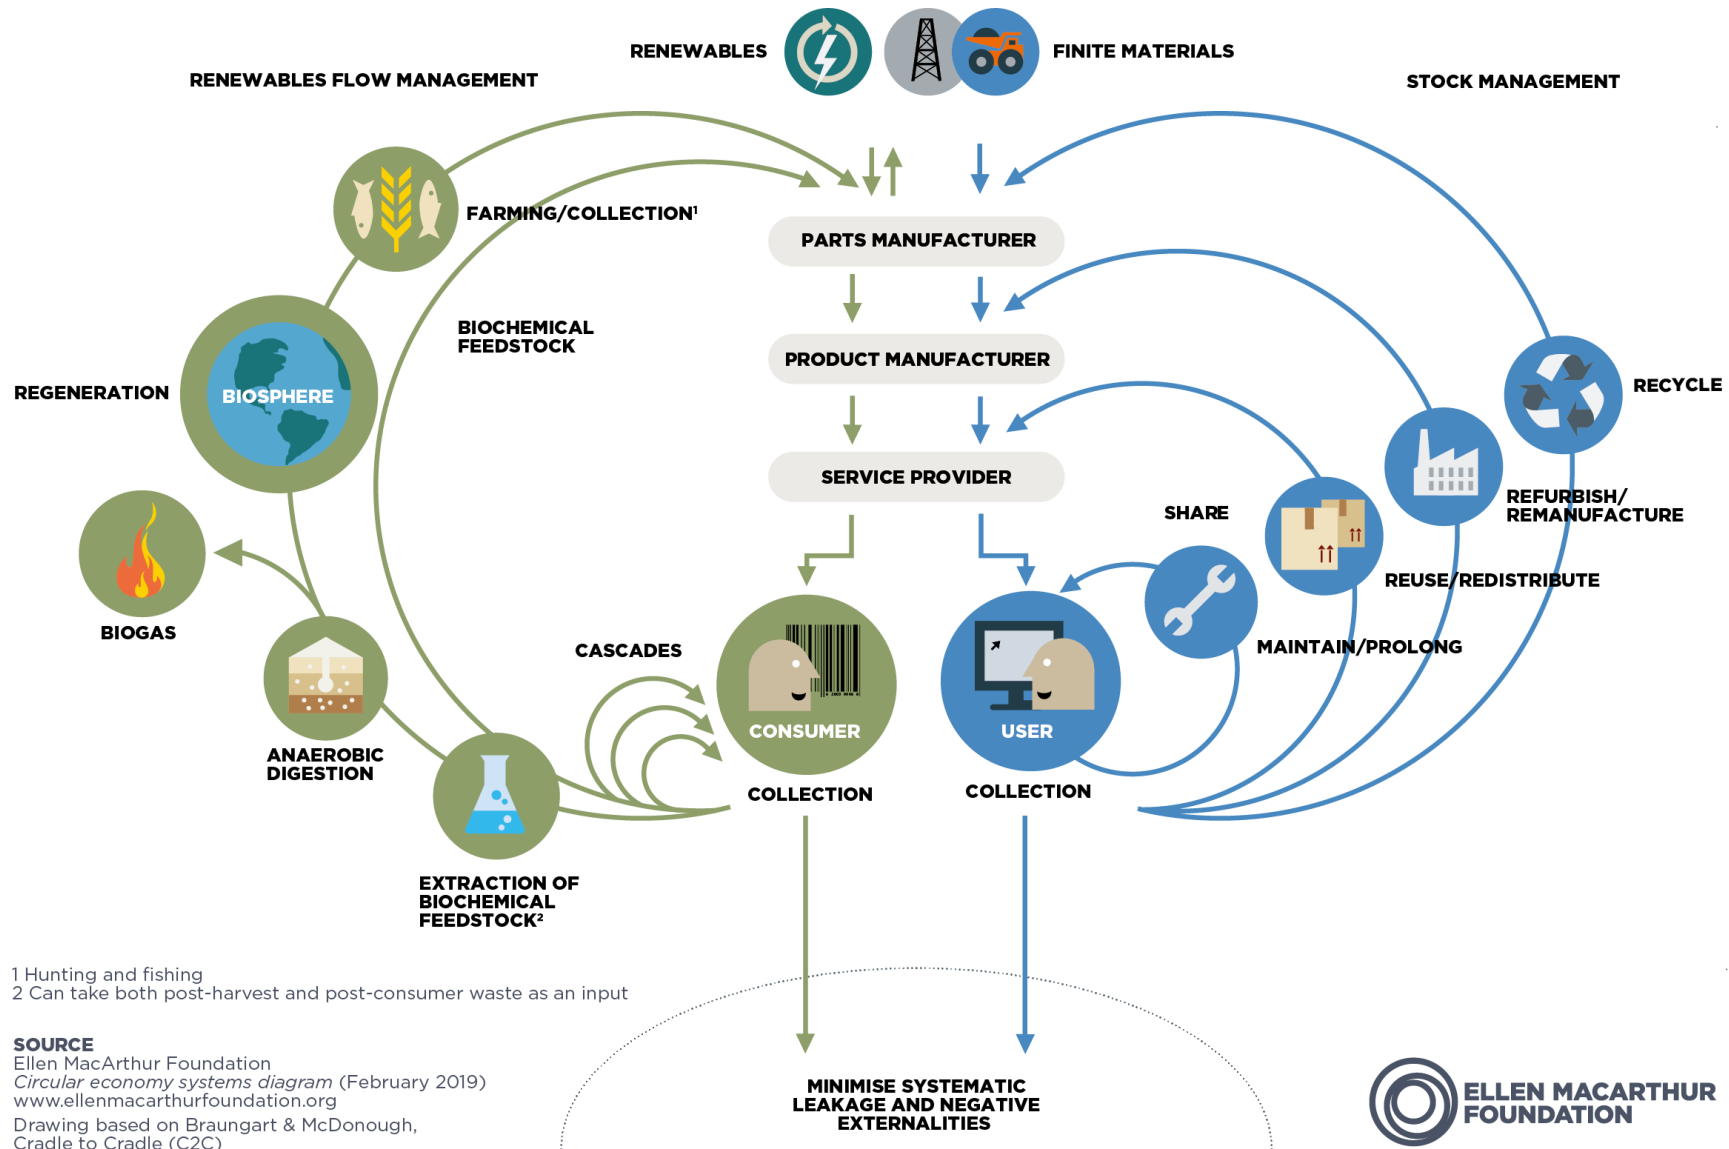 RENEWABLES
FINITE MATERIALS
RENEWABLES FLOW MANAGEMENT
STOCK MANAGEMENT
FARMING/COLLECTION¹
PARTS MANUFACTURER
BIOCHEMICAL
FEEDSTOCK
PRODUCT MANUFACTURER
REGENERATION
BIOSPHERE
RECYCLE
SERVICE PROVIDER
SHARE
REFURBISH/
REMANUFACTURE
REUSE/REDISTRIBUTE
BIOGAS
CASCADES
MAINTAIN/PROLONG
CONSUMER
USER
ANAEROBIC
DIGESTION
COLLECTION
COLLECTION
EXTRACTION OF
BIOCHEMICAL
FEEDSTOCK²
1 Hunting and fishing
2 Can take both post-harvest and post-consumer waste as an input
SOURCE
Ellen MacArthur Foundation
Circular economy systems diagram (February 2019)
www.ellenmacarthurfoundation.org
Drawing based on Braungart & McDonough,
Cradle to Cradle (C2C)
MINIMISE SYSTEMATIC
LEAKAGE AND NEGATIVE
EXTERNALITIES
ELLEN MACARTHUR
FOUNDATION